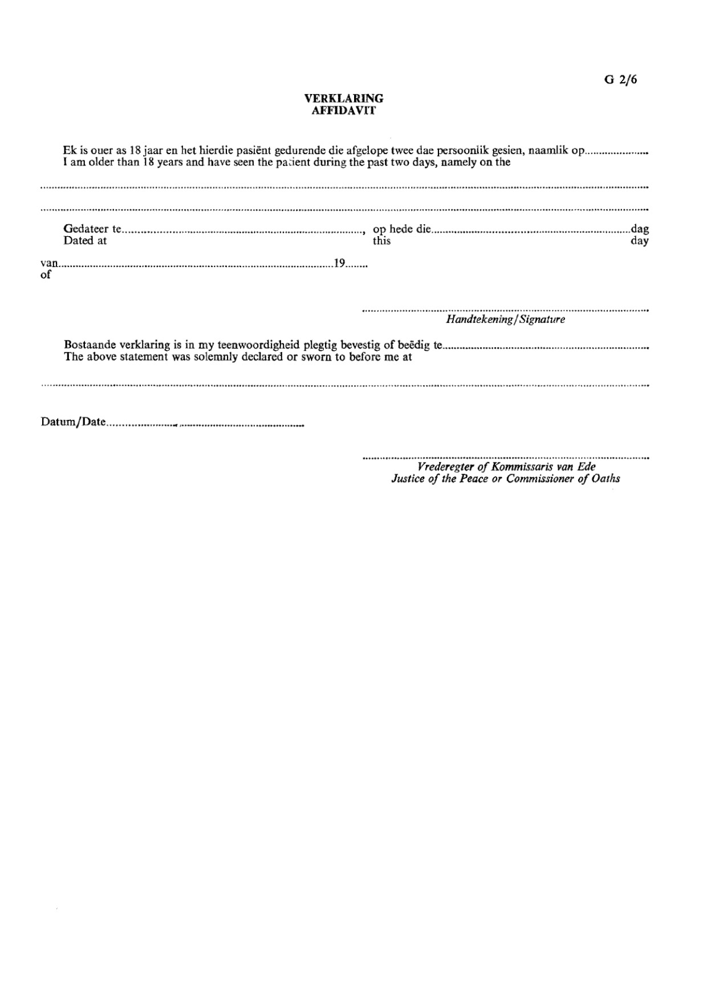 G 2/6
VERKLARING
AFFIDAVIT
Ek is ouer as 18 jaar en het hierdie pasiënt gedurende die afgelope twee dae persoonlik gesien, naamlik op.....................
I am older than 18 years and have seen the patient during the past two days, namely on the
Gedateer te..............................................................................., op hede die..................................................................dag
Dated at this day
van...........................................................................................19........
of
Handtekening/Signature
Bostaande verklaring is in my teenwoordigheid plegtig bevestig of beëdig te....................................................................
The above statement was solemnly declared or sworn to before me at
Datum/Date.................................................................
Vrederegter of Kommissaris van Ede
Justice of the Peace or Commissioner of Oaths